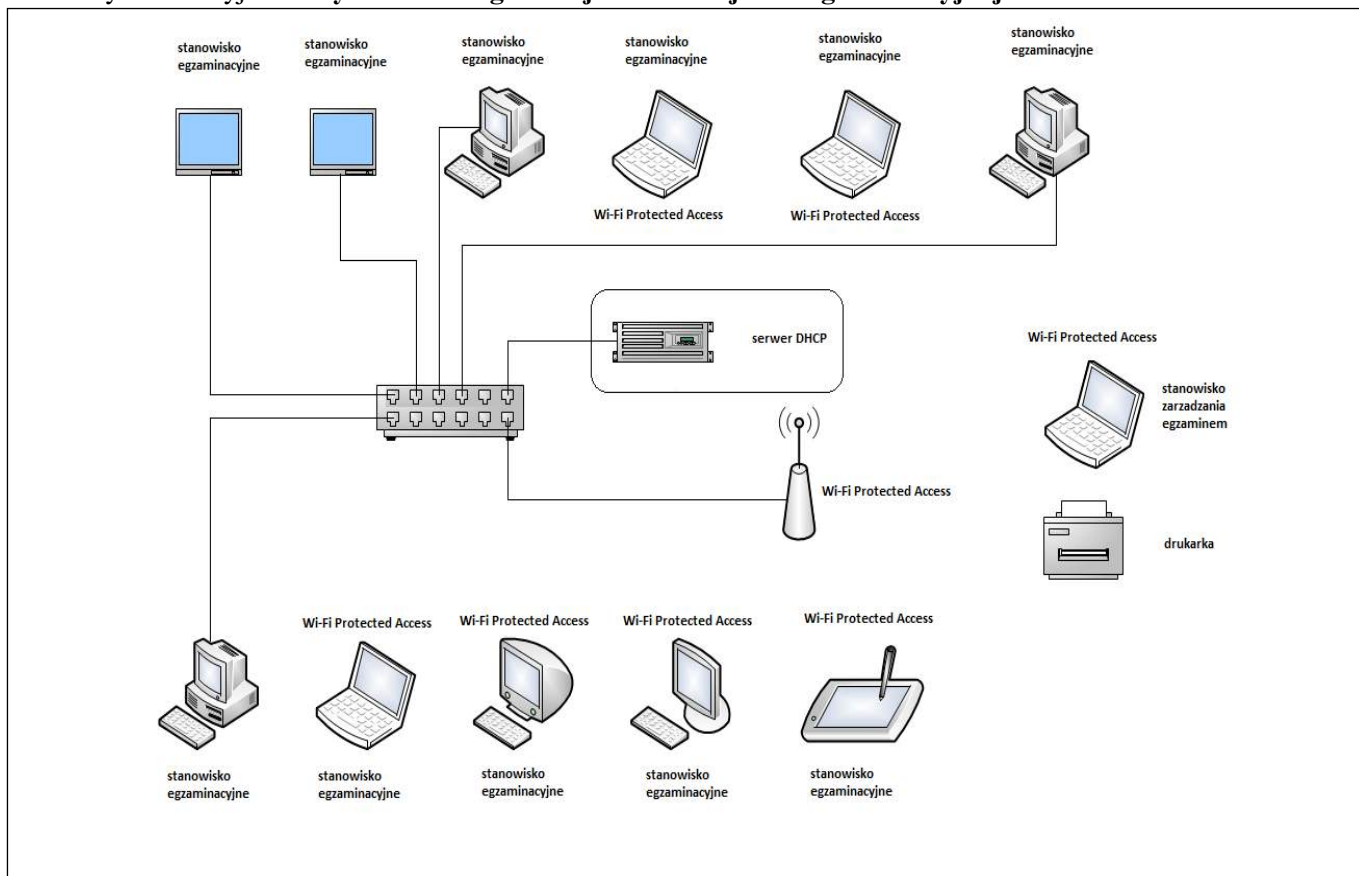 stanowisko
egzaminacyjne
stanowisko
egzaminacyjne
stanowisko
egzaminacyjne
stanowisko
egzaminacyjne
stanowisko
egzaminacyjne
stanowisko
egzaminacyjne
Wi-Fi Protected Access
Wi-Fi Protected Access
serwer DHCP
Wi-Fi Protected Access
stanowisko
zarzadzania
egzaminem
Wi-Fi Protected Access
drukarka
Wi-Fi Protected Access
Wi-Fi Protected Access
Wi-Fi Protected Access
Wi-Fi Protected Access
stanowisko
egzaminacyjne
stanowisko
egzaminacyjne
stanowisko
egzaminacyjne
stanowisko
egzaminacyjne
stanowisko
egzaminacyjne